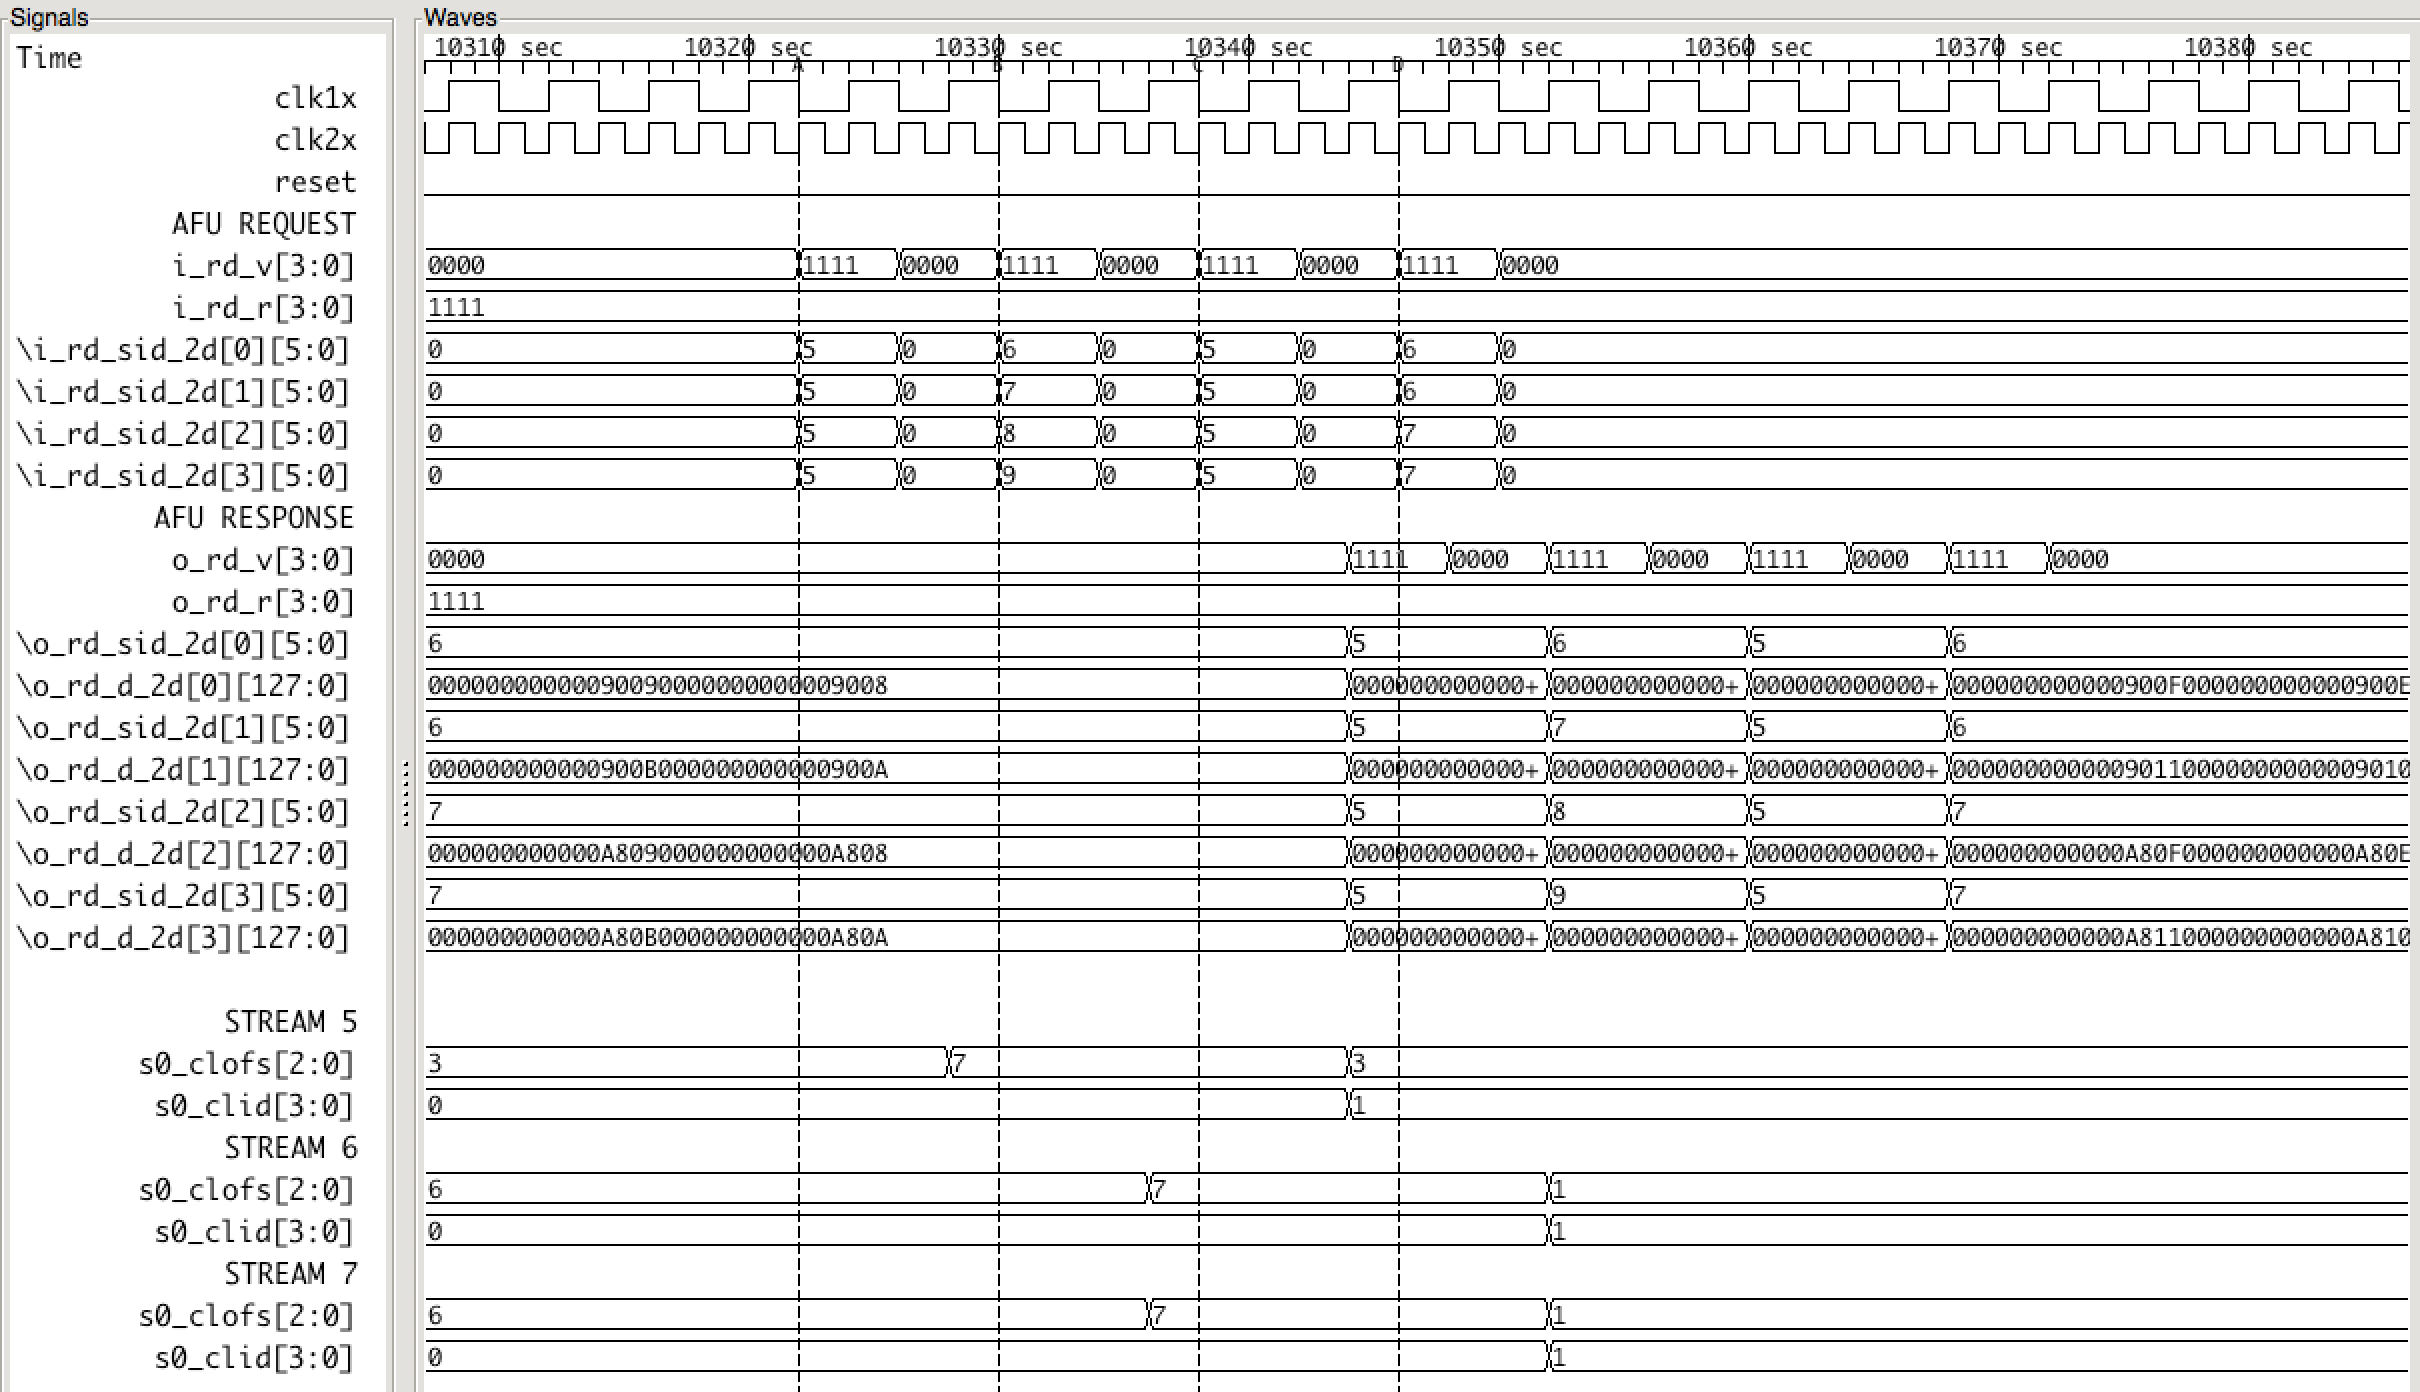 Signals Waves
Time 10310 sec 10320 sec 10330 sec 10340 sec 10350 sec 10360 sec 10370 sec 10380 sec
A B C D
clk1x
clk2x
reset
AFU REQUEST
i_rd_v[3:0] 0000 1111 0000 1111 0000 1111 0000 1111 0000
i_rd_r[3:0] 1111
\i_rd_sid_2d[0][5:0] 0 5 0 6 0 5 0 6 0
\i_rd_sid_2d[1][5:0] 0 5 0 7 0 5 0 6 0
\i_rd_sid_2d[2][5:0] 0 5 0 8 0 5 0 7 0
\i_rd_sid_2d[3][5:0] 0 5 0 9 0 5 0 7 0
AFU RESPONSE
o_rd_v[3:0] 0000 1111 0000 1111 0000 1111 0000 1111 0000
o_rd_r[3:0] 1111
\o_rd_sid_2d[0][5:0] 6 5 6 5 6
\o_rd_d_2d[0][127:0] 00000000000090090000000000009008 000000000000+ 000000000000+ 000000000000+ 000000000000900F000000000000900E
\o_rd_sid_2d[1][5:0] 6 5 7 5 6
\o_rd_d_2d[1][127:0] 000000000000900B000000000000900A 000000000000+ 000000000000+ 000000000000+ 00000000000090110000000000009010
\o_rd_sid_2d[2][5:0] 7 5 8 5 7
\o_rd_d_2d[2][127:0] 000000000000A809000000000000A808 000000000000+ 000000000000+ 000000000000+ 000000000000A80F000000000000A80E
\o_rd_sid_2d[3][5:0] 7 5 9 5 7
\o_rd_d_2d[3][127:0] 000000000000A80B000000000000A80A 000000000000+ 000000000000+ 000000000000+ 000000000000A811000000000000A810
STREAM 5
s0_clofs[2:0] 3 7 3
s0_clid[3:0] 0 1
STREAM 6
s0_clofs[2:0] 6 7 1
s0_clid[3:0] 0 1
STREAM 7
s0_clofs[2:0] 6 7 1
s0_clid[3:0] 0 1